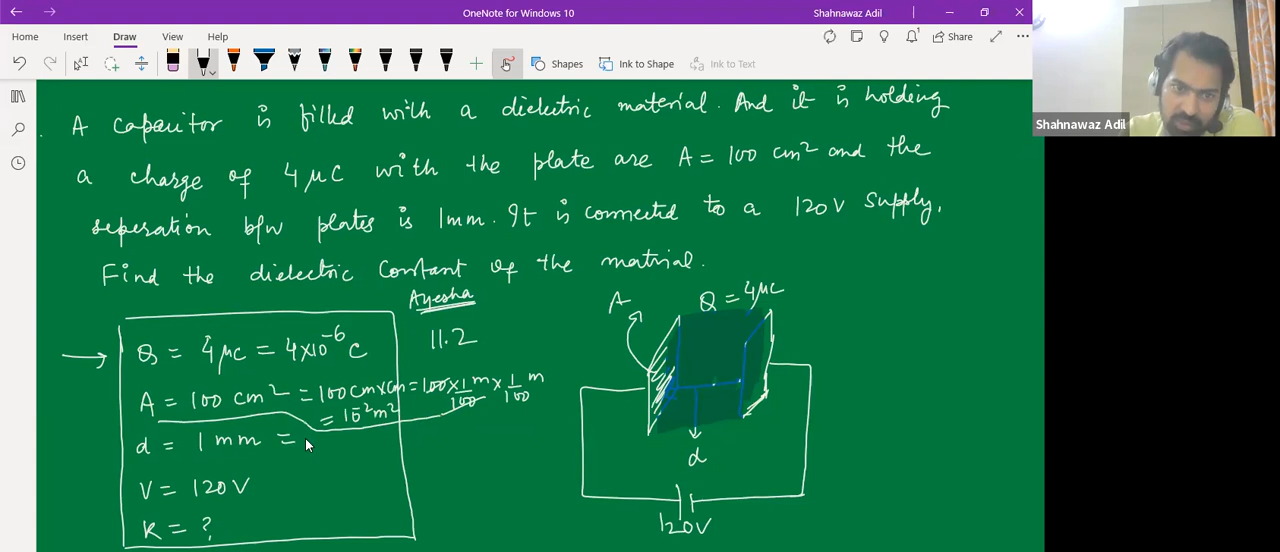 OneNote for Windows 10
Shahnawaz Adil
Home Insert Draw View Help
Share
Shapes
Ink to Shape
Ink to Text
A capacitor is filled with a dielectric material. And it is holding
a charge of 4 μC with the plate are A = 100 cm² and the
seperation b/w plates is 1mm. It is connected to a 120V supply.
Find the dielectric constant of the matrial.
Ayesha
11.2
Q = 4μC = 4×10⁻⁶ C
A = 100 cm² = 100 cm×cm = 100 × 1/100 m × 1/100 m
= 10⁻² m²
d = 1 mm =
V = 120V
K = ?
A
Q = 4μC
d
120V
Shahnawaz Adil